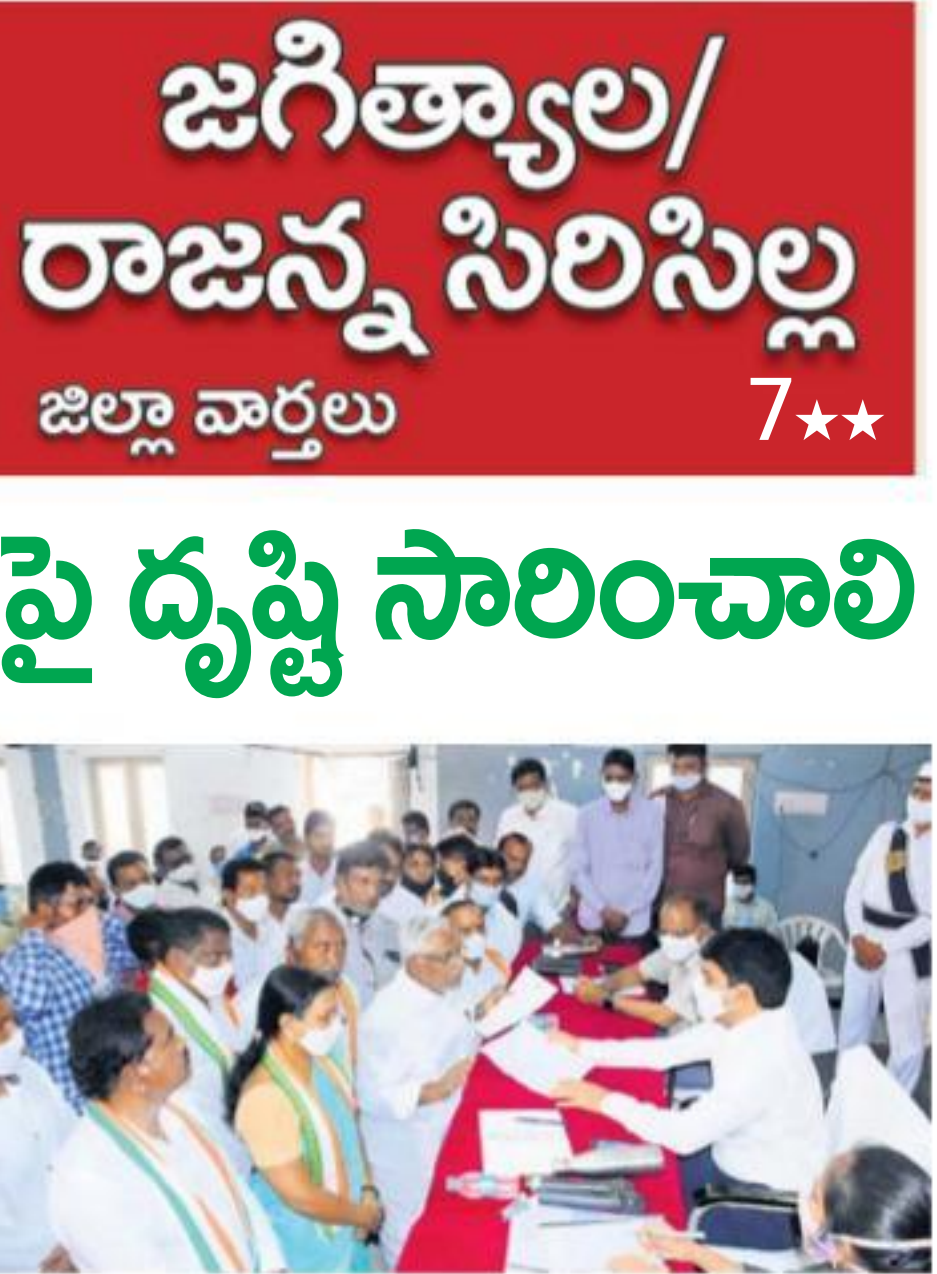 జగిత్యాల/
రాజన్న సిరిసిల్ల
జిల్లా వార్తలు
7★★
పై దృష్టి సారించాలి